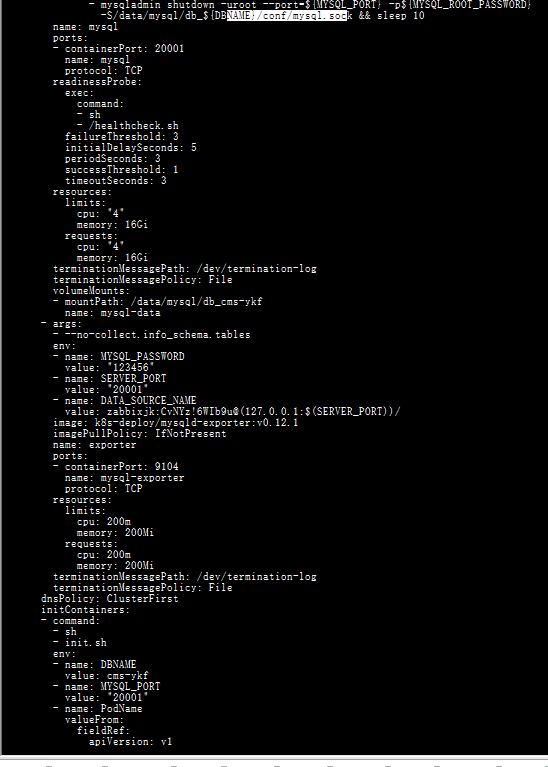 - mysqladmin shutdown -uroot --port=${MYSQL_PORT} -p${MYSQL_ROOT_PASSWORD}
-S/data/mysql/db_${DBNAME}/conf/mysql.sock && sleep 10
name: mysql
ports:
- containerPort: 20001
name: mysql
protocol: TCP
readinessProbe:
exec:
command:
- sh
- /healthcheck.sh
failureThreshold: 3
initialDelaySeconds: 5
periodSeconds: 3
successThreshold: 1
timeoutSeconds: 3
resources:
limits:
cpu: "4"
memory: 16Gi
requests:
cpu: "4"
memory: 16Gi
terminationMessagePath: /dev/termination-log
terminationMessagePolicy: File
volumeMounts:
- mountPath: /data/mysql/db_cms-ykf
name: mysql-data
- args:
- --no-collect.info_schema.tables
env:
- name: MYSQL_PASSWORD
value: "123456"
- name: SERVER_PORT
value: "20001"
- name: DATA_SOURCE_NAME
value: zabbixjk:CvNYz!6WIb9u@(127.0.0.1:$(SERVER_PORT))/
image: k8s-deploy/mysqld-exporter:v0.12.1
imagePullPolicy: IfNotPresent
name: exporter
ports:
- containerPort: 9104
name: mysql-exporter
protocol: TCP
resources:
limits:
cpu: 200m
memory: 200Mi
requests:
cpu: 200m
memory: 200Mi
terminationMessagePath: /dev/termination-log
terminationMessagePolicy: File
dnsPolicy: ClusterFirst
initContainers:
- command:
- sh
- init.sh
env:
- name: DBNAME
value: cms-ykf
- name: MYSQL_PORT
value: "20001"
- name: PodName
valueFrom:
fieldRef:
apiVersion: v1